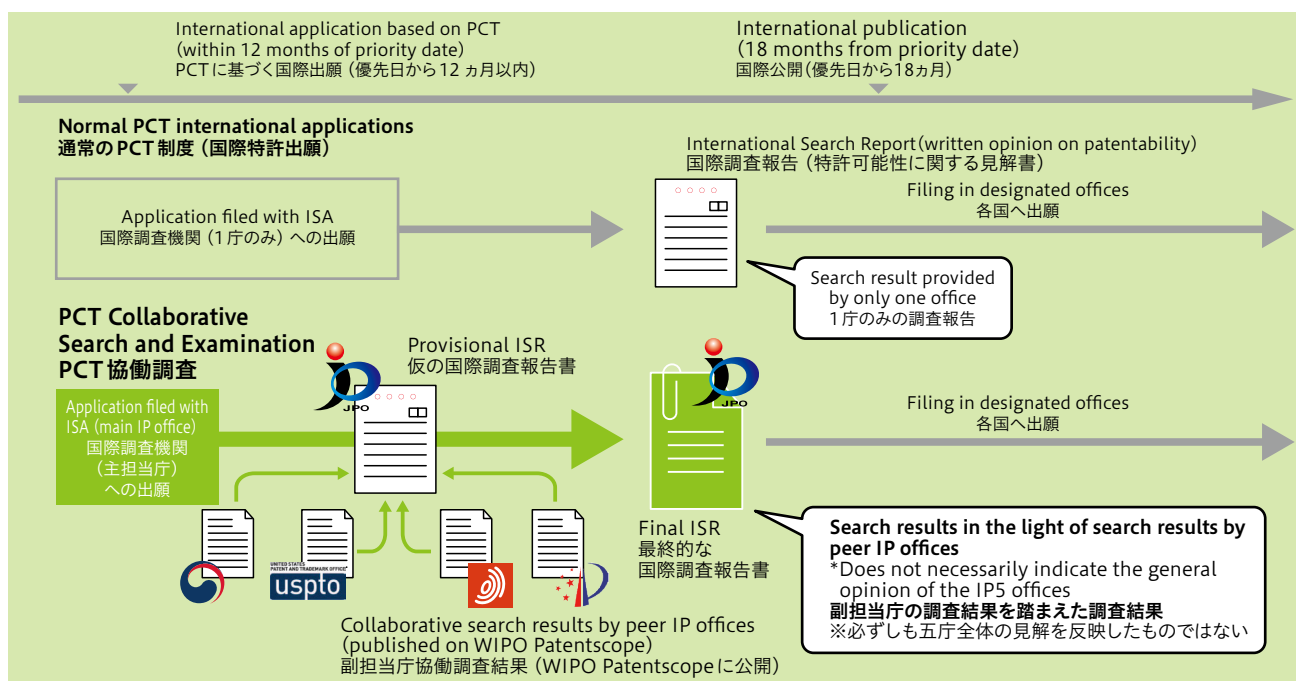 International application based on PCT
(within 12 months of priority date)
PCTに基づく国際出願（優先日から12ヵ月以内）
International publication
(18 months from priority date)
国際公開（優先日から18ヵ月）
Normal PCT international applications
通常のPCT制度（国際特許出願）
International Search Report(written opinion on patentability)
国際調査報告（特許可能性に関する見解書）
Application filed with ISA
国際調査機関（1庁のみ）への出願
Filing in designated offices
各国へ出願
Search result provided
by only one office
1庁のみの調査報告
PCT Collaborative
Search and Examination
PCT協働調査
Provisional ISR
仮の国際調査報告書
JPO
JPO
Application filed with
ISA (main IP office)
国際調査機関
（主担当庁）
への出願
Filing in designated offices
各国へ出願
Final ISR
最終的な
国際調査報告書
UNITED STATES
PATENT AND TRADEMARK OFFICE
uspto
Search results in the light of search results by
peer IP offices
*Does not necessarily indicate the general
opinion of the IP5 offices
副担当庁の調査結果を踏まえた調査結果
※必ずしも五庁全体の見解を反映したものではない
Collaborative search results by peer IP offices
(published on WIPO Patentscope)
副担当庁協働調査結果（WIPO Patentscopeに公開）